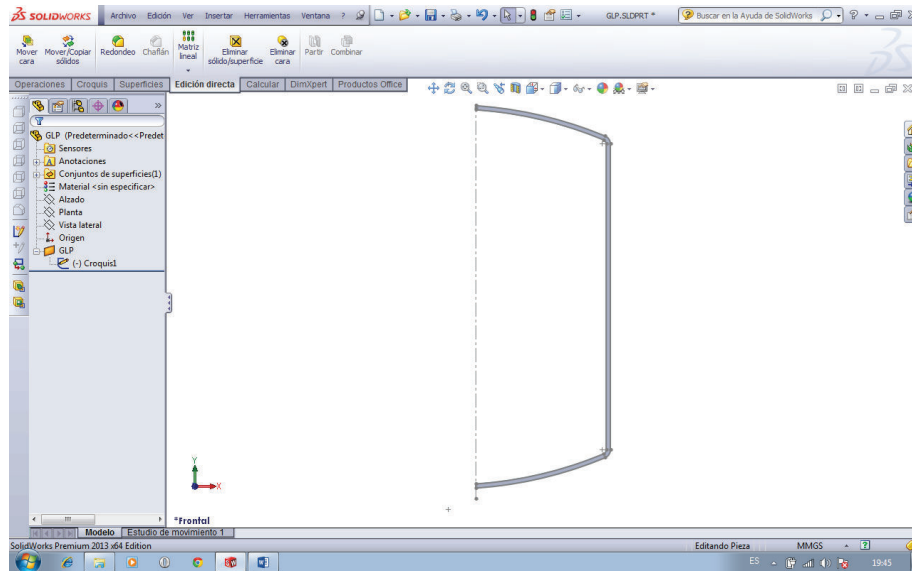 SOLIDWORKS Archivo Edición Ver Insertar Herramientas Ventana ? GLP.SLDPRT * Buscar en la Ayuda de SolidWorks
Mover cara
Mover/Copiar sólidos
Redondeo
Chaflán
Matriz lineal
Eliminar sólido/superficie
Eliminar cara
Partir
Combinar
Operaciones Croquis Superficies Edición directa Calcular DimXpert Productos Office
GLP (Predeterminado<<Predet
Sensores
Anotaciones
Conjuntos de superficies(1)
Material <sin especificar>
Alzado
Planta
Vista lateral
Origen
GLP
(-) Croquis1
Y
X
*Frontal
Modelo Estudio de movimiento 1
SolidWorks Premium 2013 x64 Edition Editando Pieza MMGS
ES 19:45